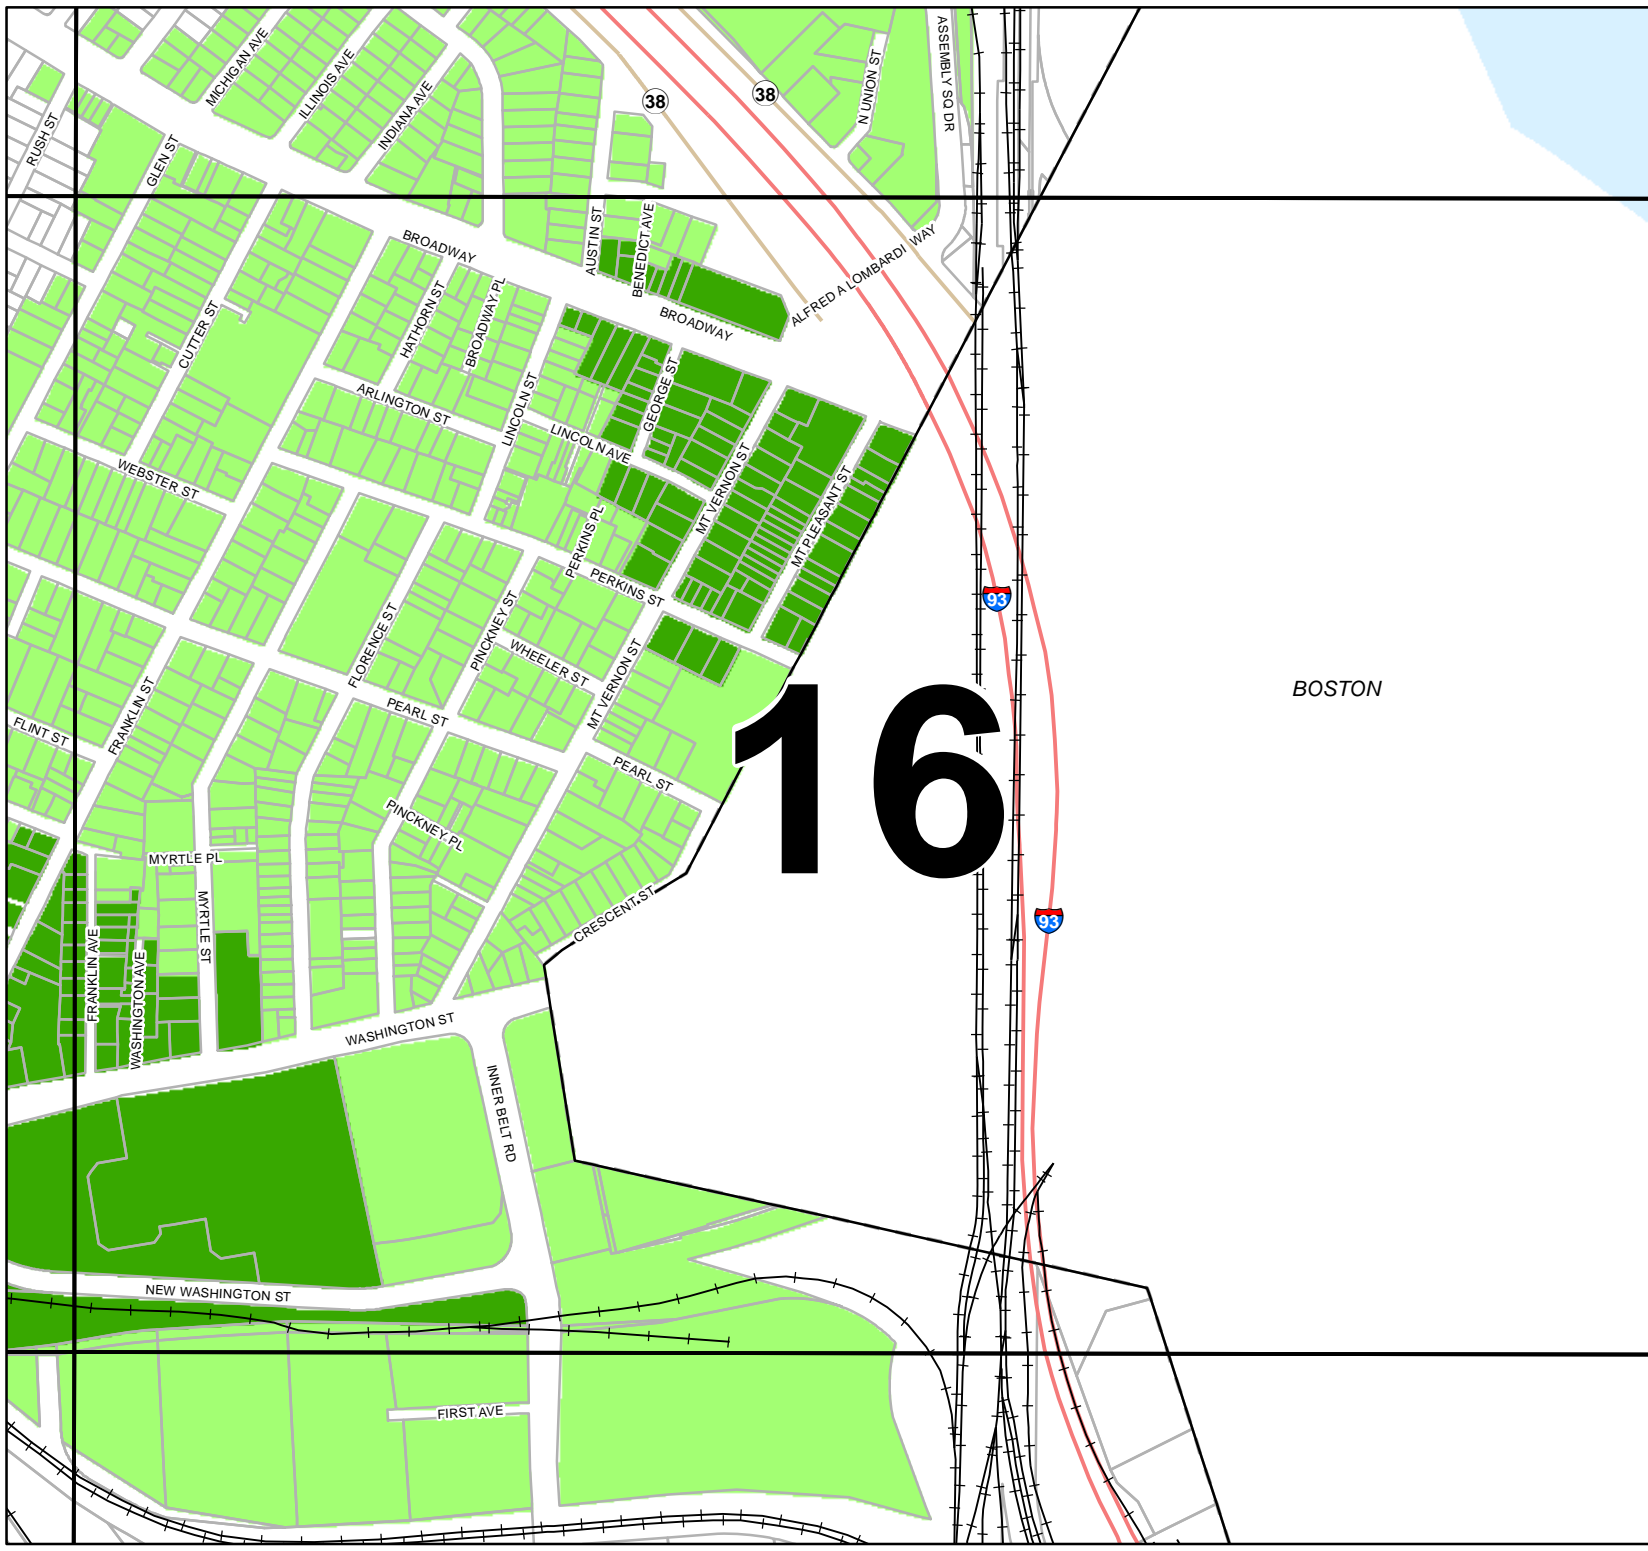 MICHIGAN AVE
ILLINOIS AVE
INDIANA AVE
RUSH ST
GLEN ST
38
38
N UNION ST
ASSEMBLY SQ DR
BROADWAY
AUSTIN ST
BENEDICT AVE
ALFRED A LOMBARDI WAY
BROADWAY
CUTTER ST
HATHORN ST
BROADWAY PL
ARLINGTON ST
LINCOLN ST
GEORGE ST
LINCOLN AVE
WEBSTER ST
MT VERNON ST
MT PLEASANT ST
PERKINS PL
PERKINS ST
93
FLORENCE ST
PINCKNEY ST
WHEELER ST
MT VERNON ST
BOSTON
16
FLINT ST
FRANKLIN ST
PEARL ST
PEARL ST
PINCKNEY PL
MYRTLE PL
MYRTLE ST
CRESCENT ST
93
FRANKLIN AVE
WASHINGTON AVE
WASHINGTON ST
INNER BELT RD
NEW WASHINGTON ST
FIRST AVE